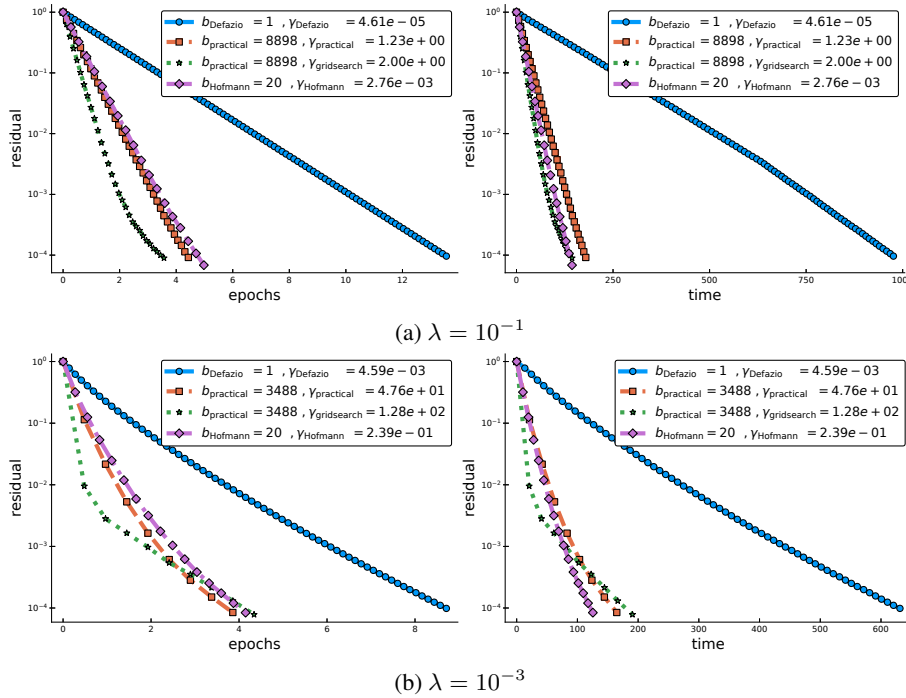 b_Defazio = 1 , γ_Defazio = 4.61e − 05
b_practical = 8898 , γ_practical = 1.23e + 00
b_practical = 8898 , γ_gridsearch = 2.00e + 00
b_Hofmann = 20 , γ_Hofmann = 2.76e − 03
residual
10⁰
10⁻¹
10⁻²
10⁻³
10⁻⁴
0 2 4 6 8 10 12
epochs
b_Defazio = 1 , γ_Defazio = 4.61e − 05
b_practical = 8898 , γ_practical = 1.23e + 00
b_practical = 8898 , γ_gridsearch = 2.00e + 00
b_Hofmann = 20 , γ_Hofmann = 2.76e − 03
residual
10⁰
10⁻¹
10⁻²
10⁻³
10⁻⁴
0 250 500 750 100
time
(a) λ = 10⁻¹
b_Defazio = 1 , γ_Defazio = 4.59e − 03
b_practical = 3488 , γ_practical = 4.76e + 01
b_practical = 3488 , γ_gridsearch = 1.28e + 02
b_Hofmann = 20 , γ_Hofmann = 2.39e − 01
residual
10⁰
10⁻¹
10⁻²
10⁻³
10⁻⁴
0 2 4 6 8
epochs
b_Defazio = 1 , γ_Defazio = 4.59e − 03
b_practical = 3488 , γ_practical = 4.76e + 01
b_practical = 3488 , γ_gridsearch = 1.28e + 02
b_Hofmann = 20 , γ_Hofmann = 2.39e − 01
residual
10⁰
10⁻¹
10⁻²
10⁻³
10⁻⁴
0 100 200 300 400 500 600
time
(b) λ = 10⁻³